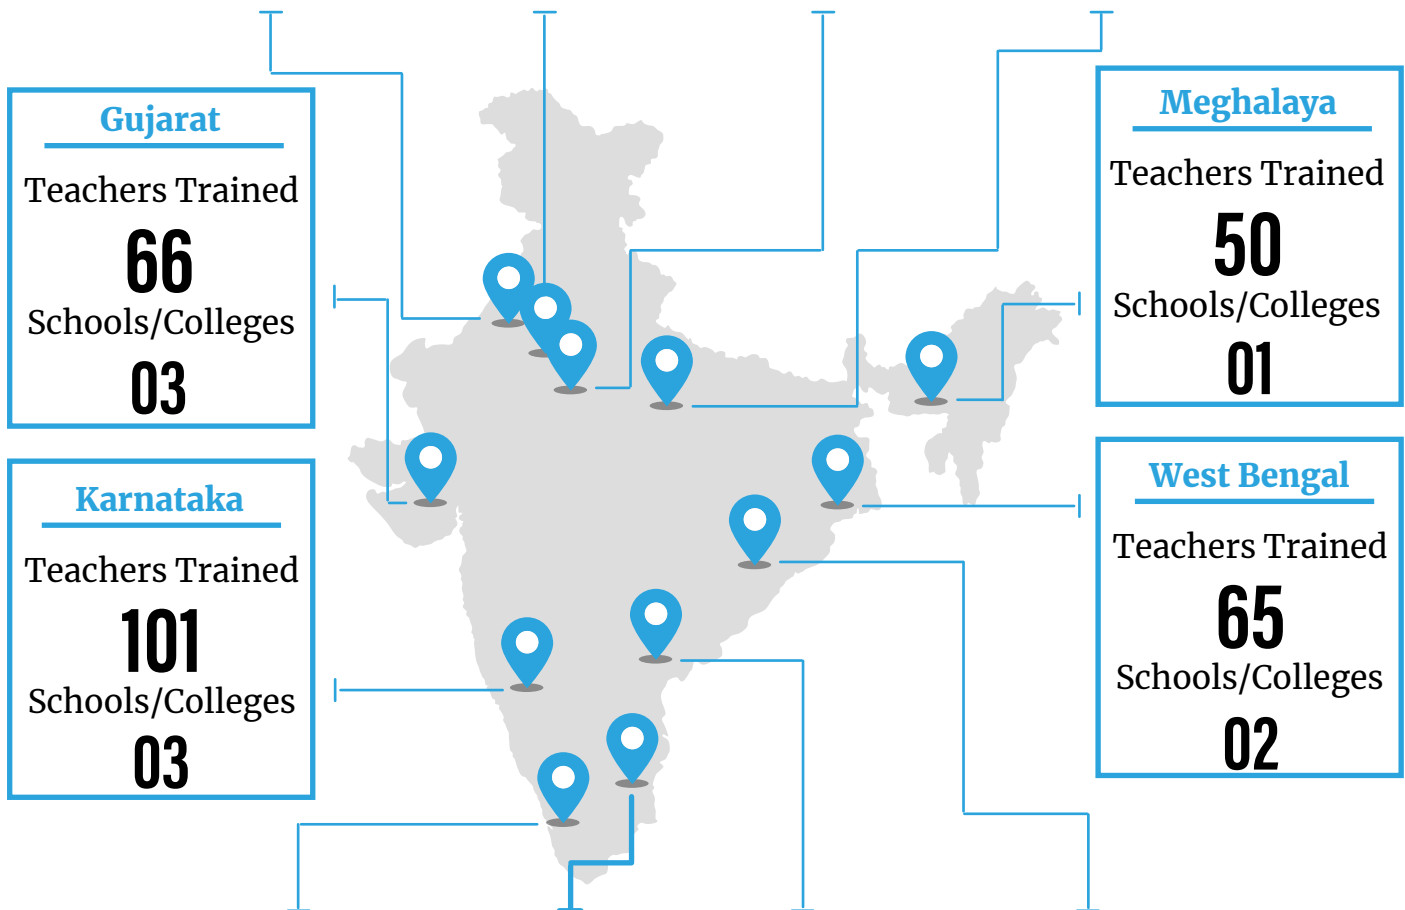 Gujarat
Teachers Trained
66
Schools/Colleges
03
Karnataka
Teachers Trained
101
Schools/Colleges
03
Meghalaya
Teachers Trained
50
Schools/Colleges
01
West Bengal
Teachers Trained
65
Schools/Colleges
02